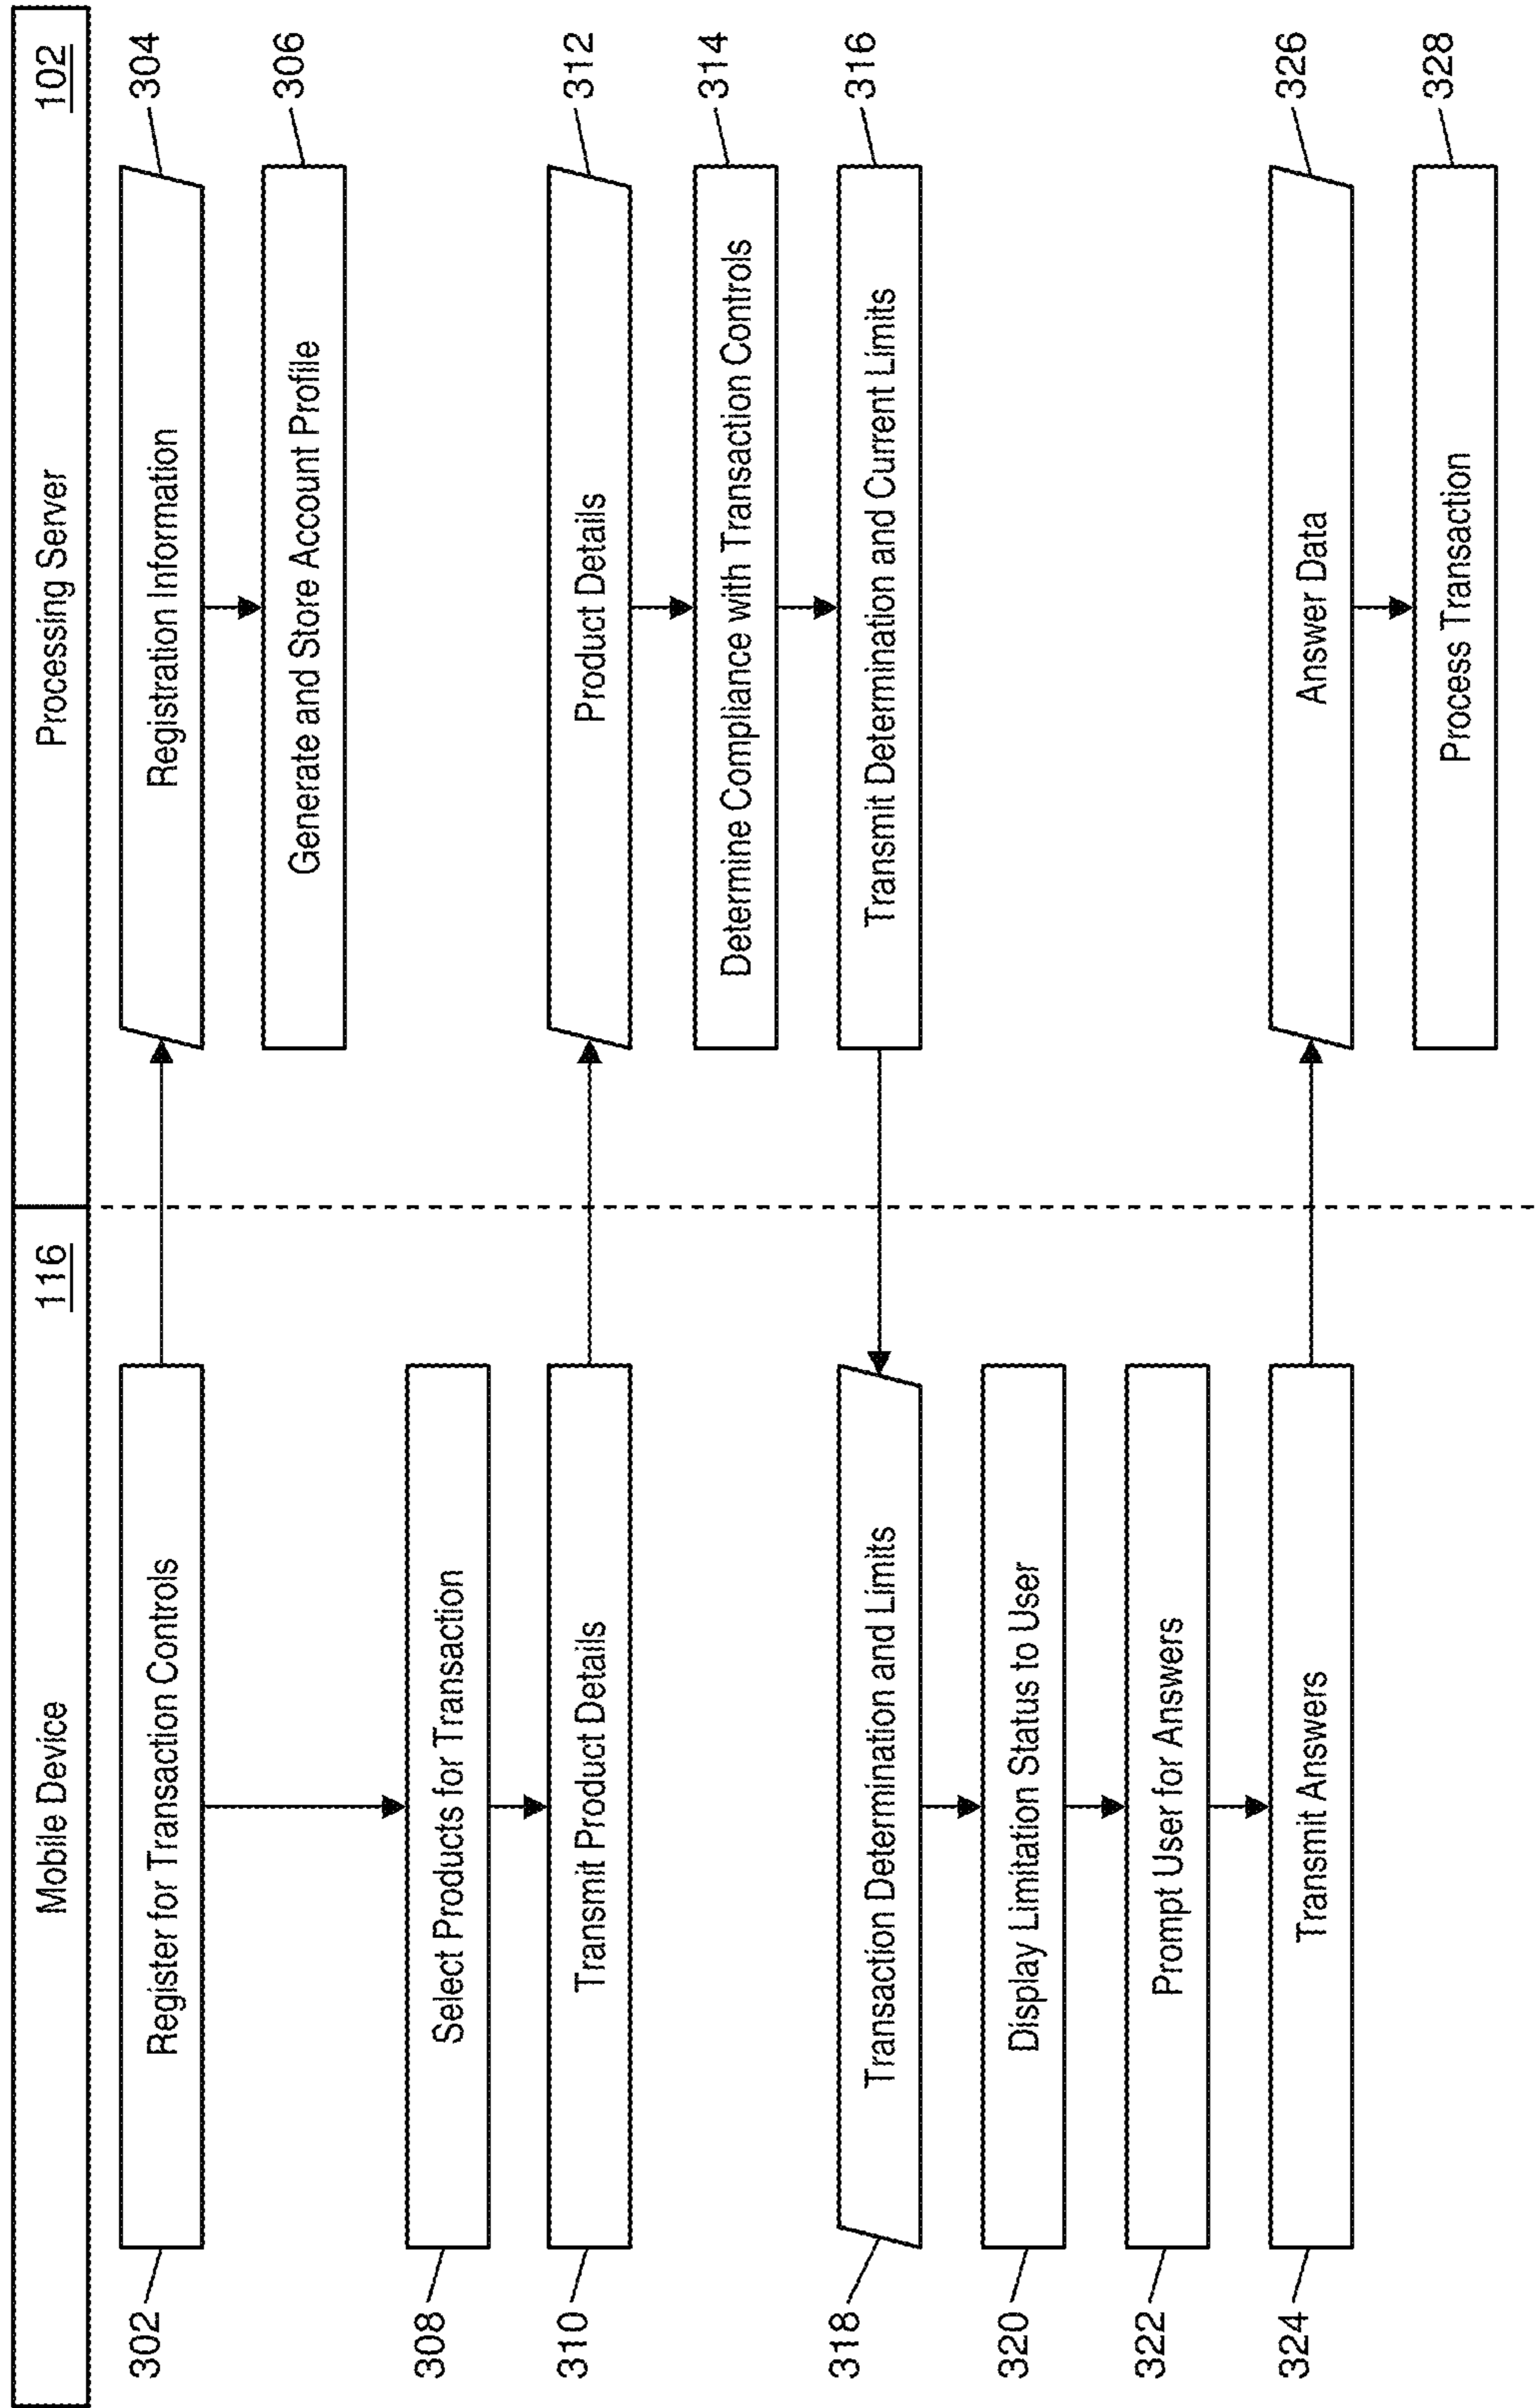 Mobile Device 116
Processing Server 102
302 Register for Transaction Controls
Registration Information 304
Generate and Store Account Profile 306
308 Select Products for Transaction
310 Transmit Product Details
Product Details 312
Determine Compliance with Transaction Controls 314
Transmit Determination and Current Limits 316
318 Transaction Determination and Limits
320 Display Limitation Status to User
322 Prompt User for Answers
324 Transmit Answers
Answer Data 326
Process Transaction 328